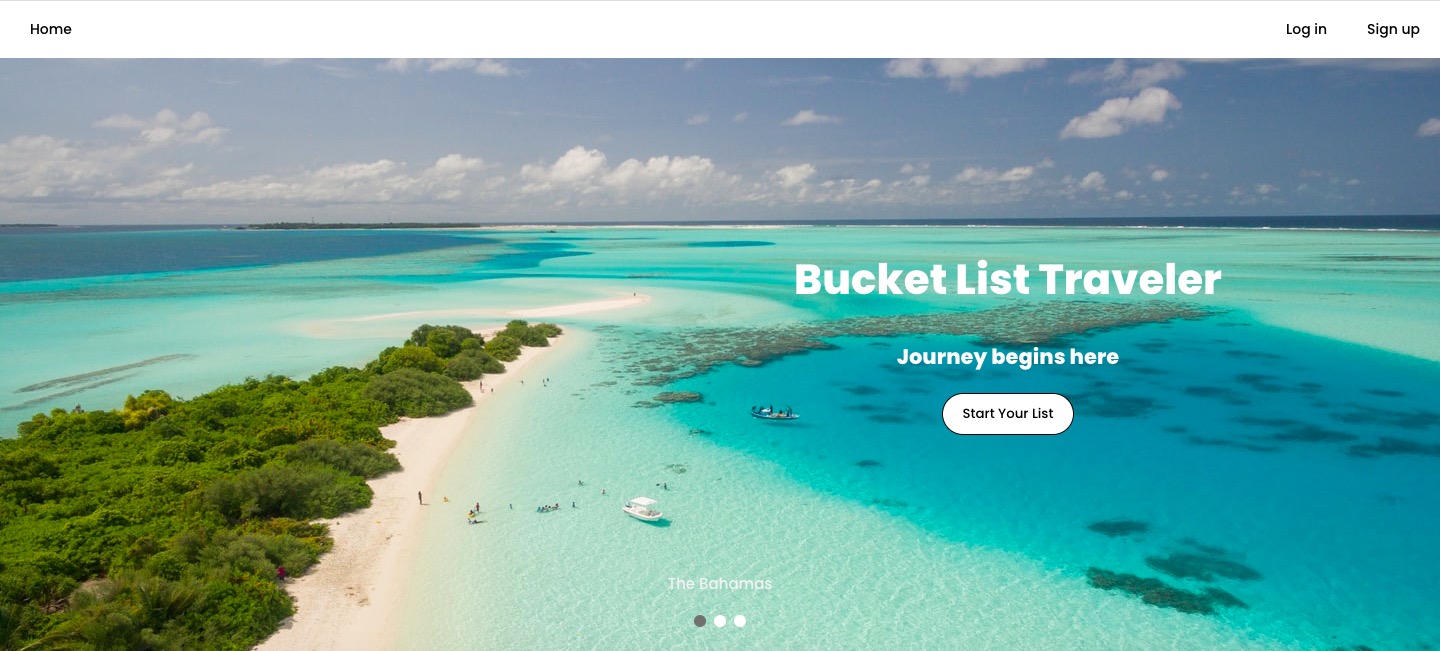 Home
Log in
Sign up
Bucket List Traveler
Journey begins here
Start Your List
The Bahamas